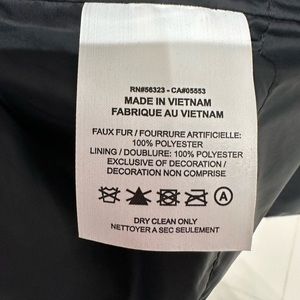 RN#56323 - CA#05553
MADE IN VIETNAM
FABRIQUE AU VIETNAM
FAUX FUR / FOURRURE ARTIFICIELLE:
100% POLYESTER
LINING / DOUBLURE: 100% POLYESTER
EXCLUSIVE OF DECORATION /
DECORATION NON COMPRISE
A
DRY CLEAN ONLY
NETTOYER A SEC SEULEMENT